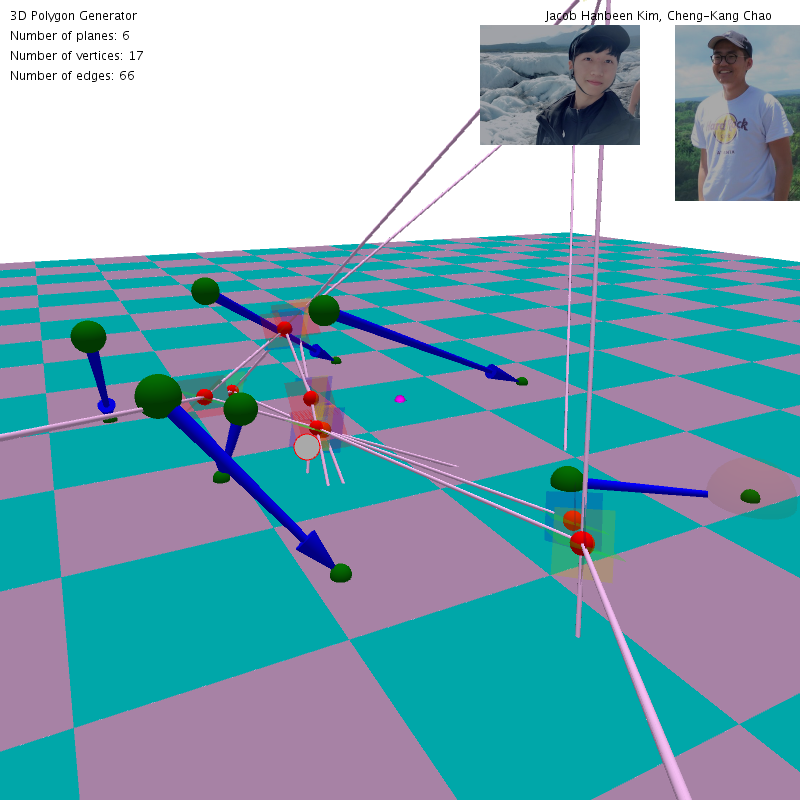 3D Polygon Generator
Jacob Hanbeen Kim, Cheng-Kang Chao
Number of planes: 6
Number of vertices: 17
Number of edges: 66